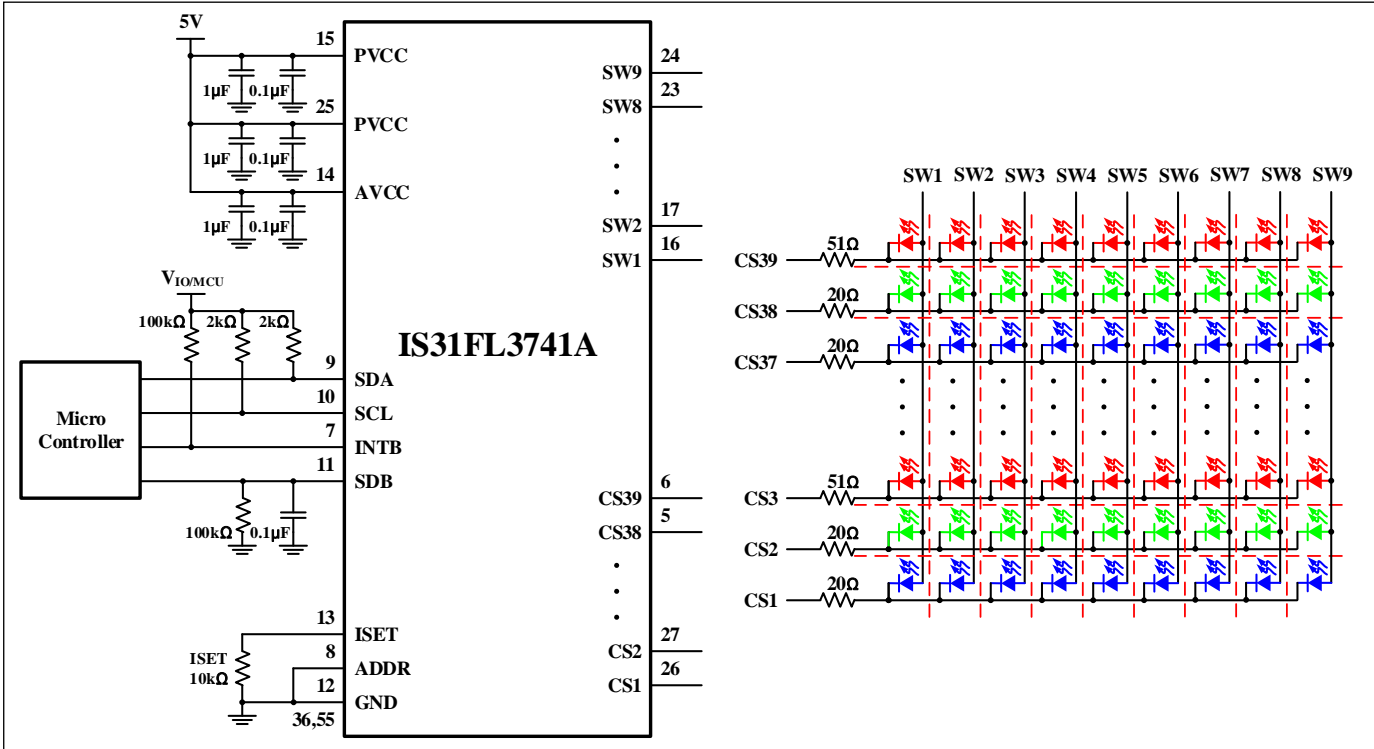 5V
15
PVCC
1μF 0.1μF
25
PVCC
1μF 0.1μF
14
AVCC
1μF 0.1μF
VIO/MCU
100kΩ 2kΩ 2kΩ
9
SDA
10
SCL
7
INTB
11
SDB
100kΩ 0.1μF
Micro
Controller
13
ISET
8
ADDR
12
GND
36,55
ISET
10kΩ
IS31FL3741A
24
SW9
23
SW8
17
SW2
16
SW1
6
CS39
5
CS38
27
CS2
26
CS1
SW1 SW2 SW3 SW4 SW5 SW6 SW7 SW8 SW9
51Ω
CS39
20Ω
CS38
20Ω
CS37
51Ω
CS3
20Ω
CS2
20Ω
CS1